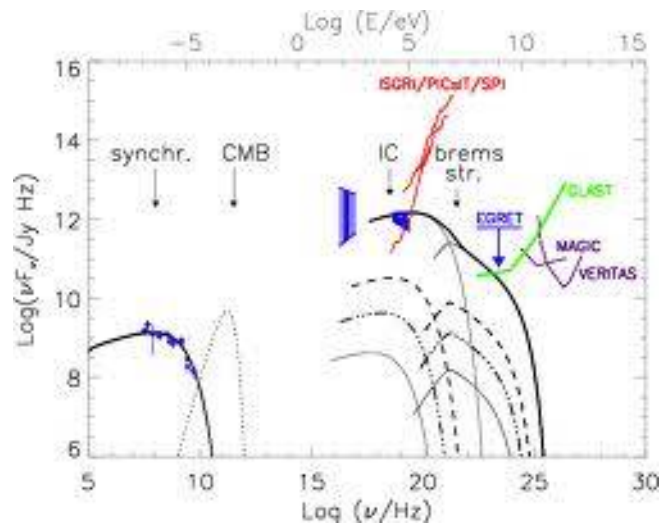 Log (E/eV)
-5 0 5 10 15
16
ISGRI/PICsIT/SPI
14
synchr. CMB IC brems
str.
GLAST
12
EGRET
MAGIC
VERITAS
10
8
6
Log(νFν/Jy Hz)
5 10 15 20 25 30
Log (ν/Hz)